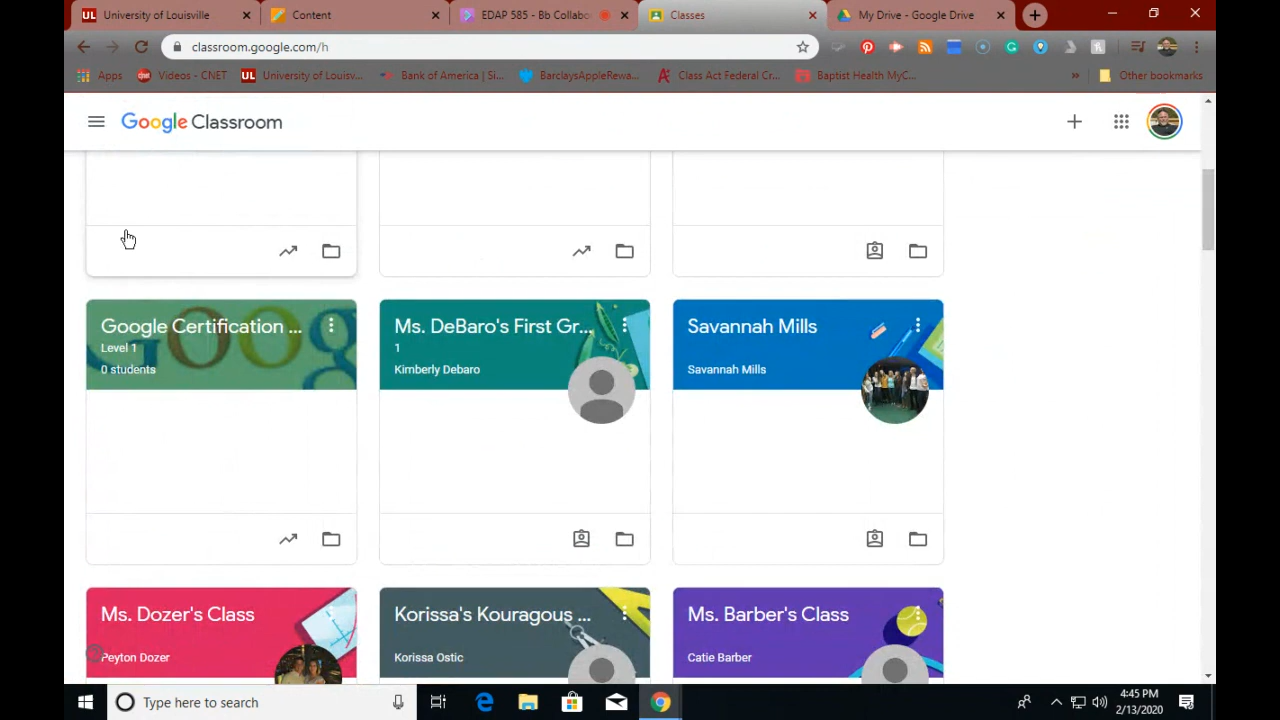 University of Louisville
Content
EDAP 585 - Bb Collabo
Classes
My Drive - Google Drive
classroom.google.com/h
Apps
Videos - CNET
University of Louisv...
Bank of America | Si...
BarclaysAppleRewa...
Class Act Federal Cr...
Baptist Health MyC...
»
Other bookmarks
Google Classroom
Google Certification ...
Level 1
0 students
Ms. DeBaro's First Gr...
1
Kimberly Debaro
Savannah Mills
Savannah Mills
Ms. Dozer's Class
Peyton Dozer
Korissa's Kouragous ...
Korissa Ostic
Ms. Barber's Class
Catie Barber
Type here to search
4:45 PM
2/13/2020